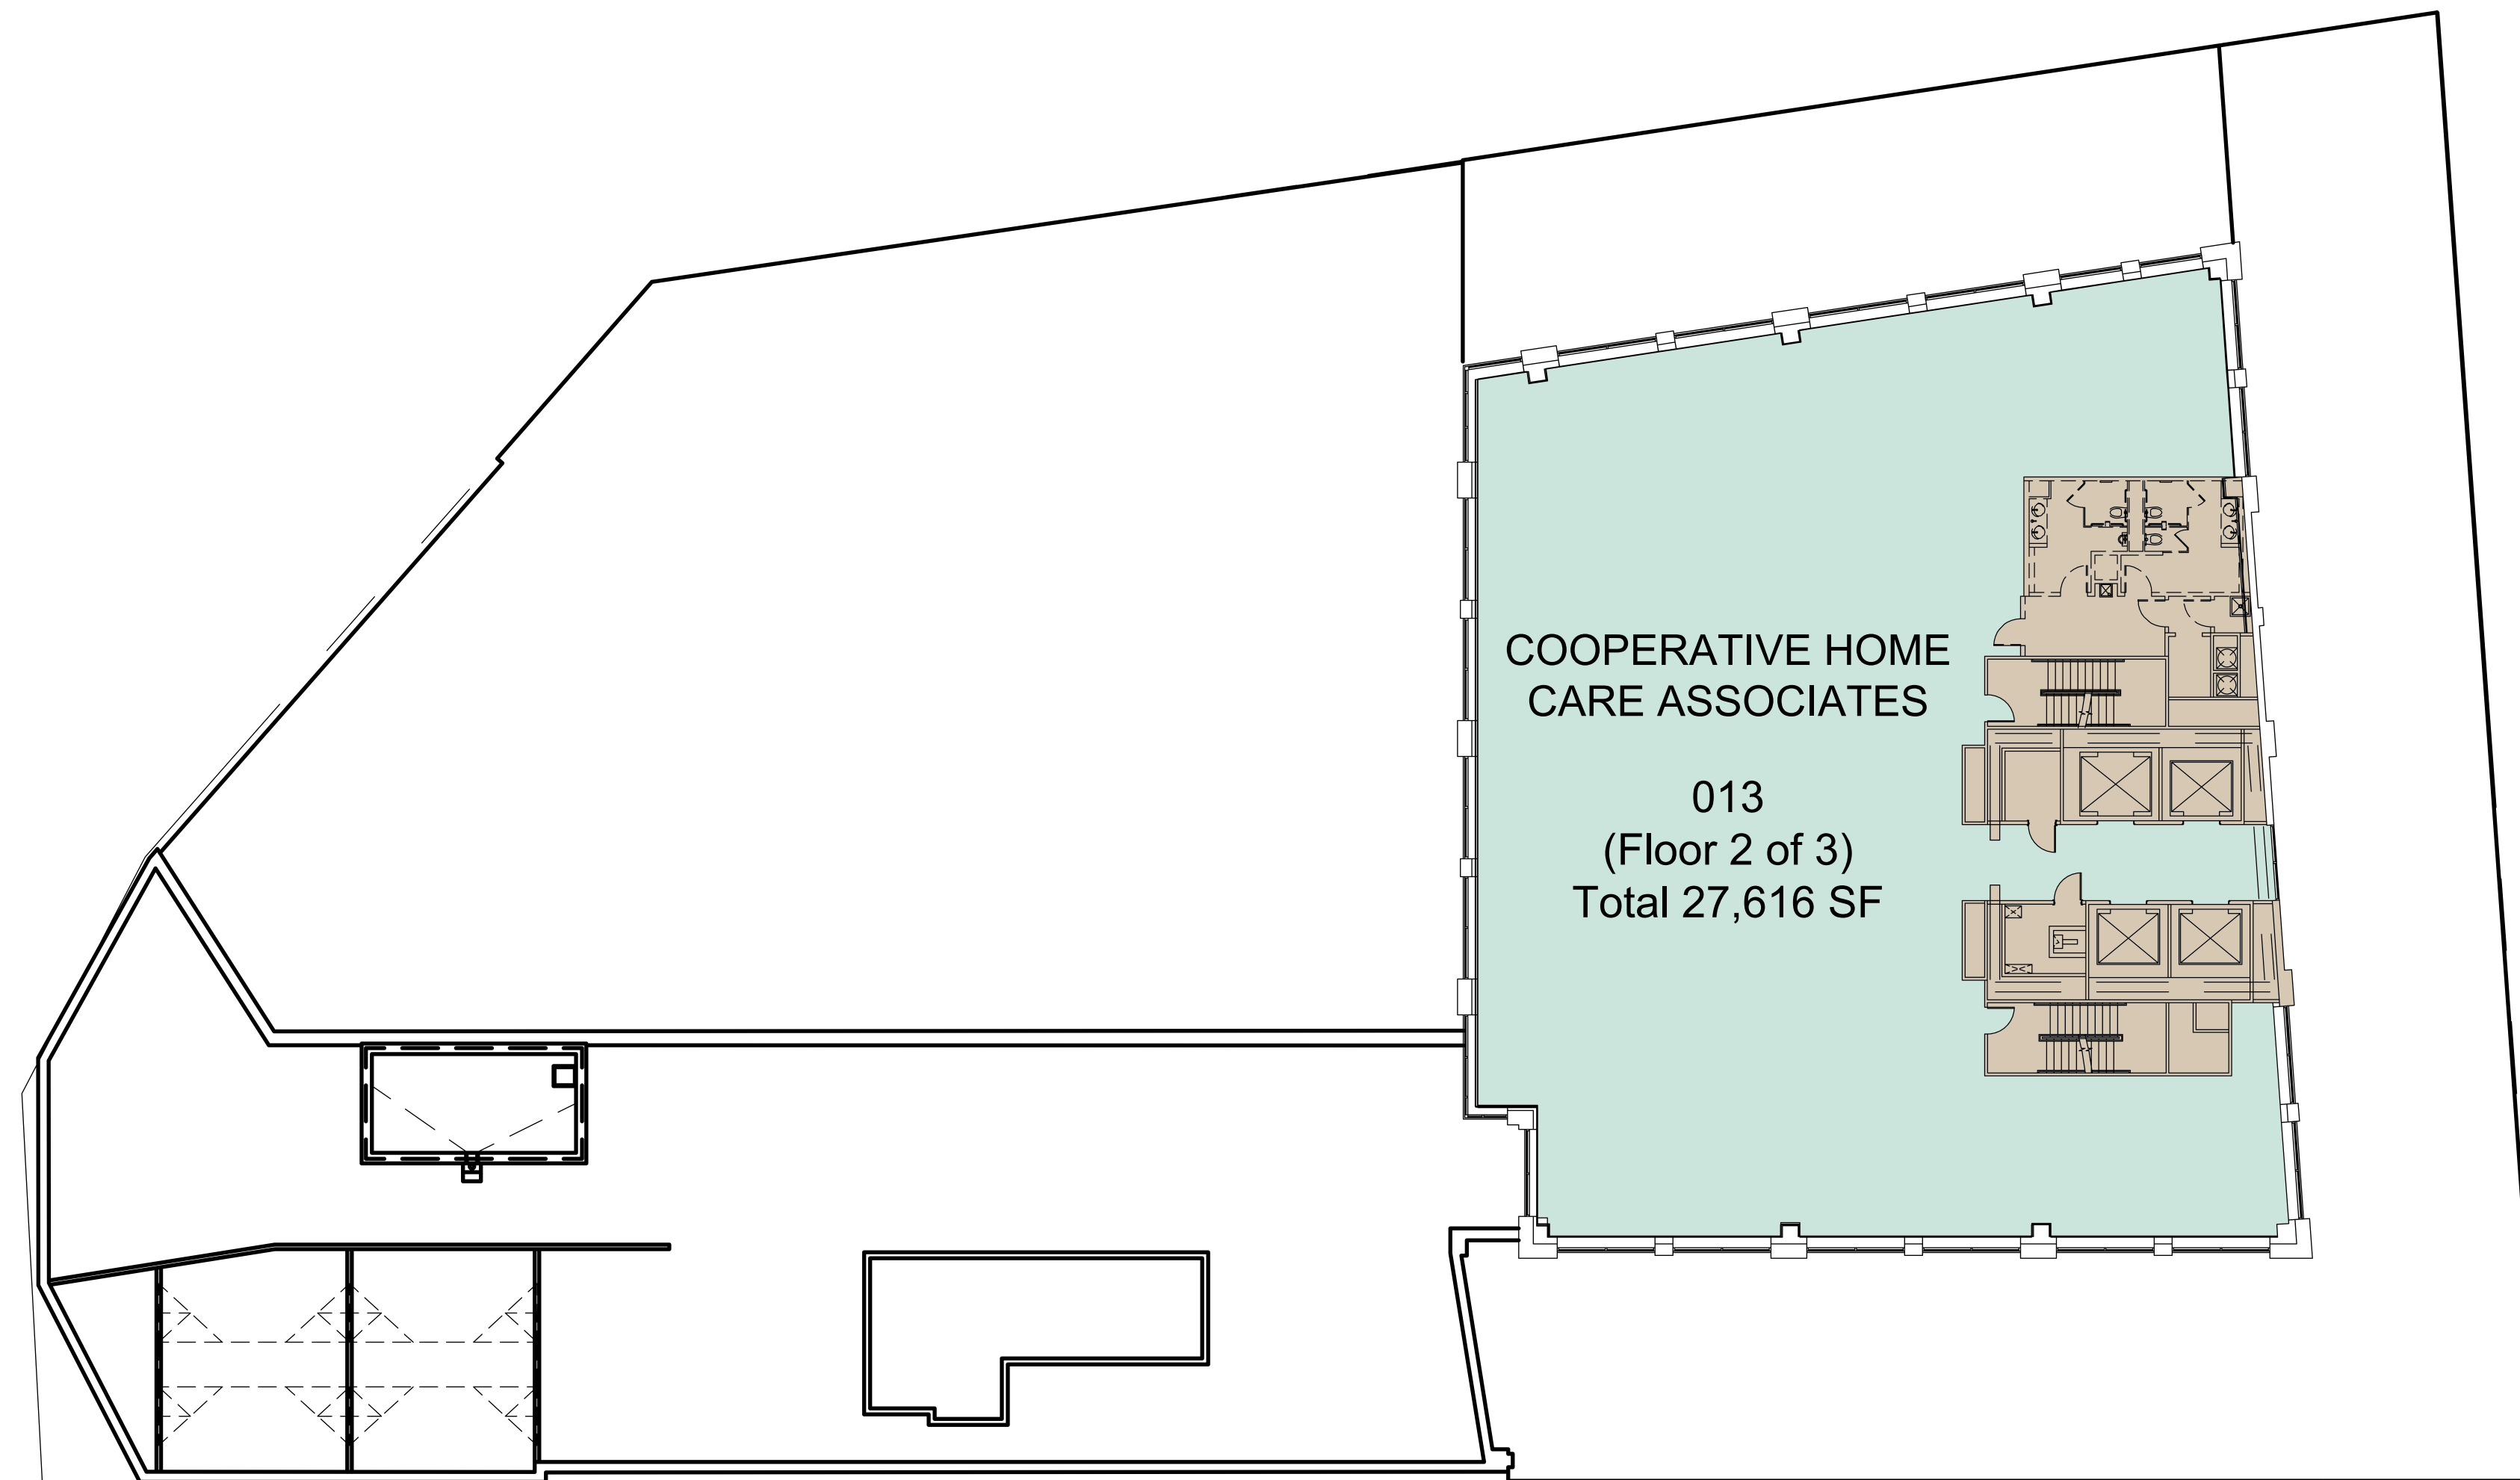 COOPERATIVE HOME
CARE ASSOCIATES
013
(Floor 2 of 3)
Total 27,616 SF